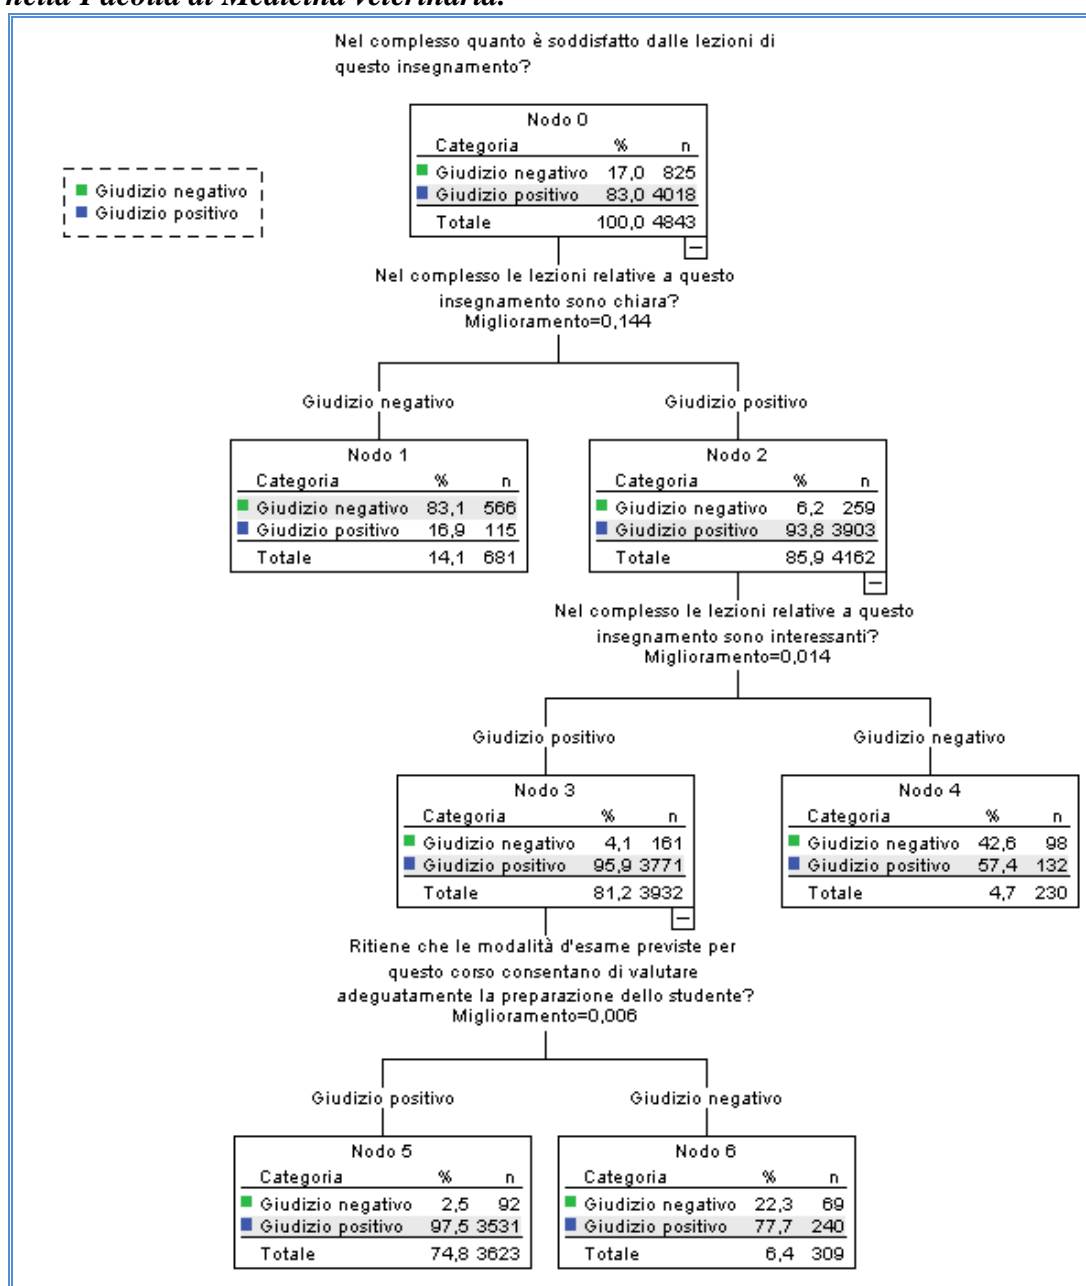 nella Facoltà di Medicina veterinaria.
Nel complesso quanto è soddisfatto dalle lezioni di
questo insegnamento?
Nodo 0
Categoria % n
Giudizio negativo 17,0 825
Giudizio positivo 83,0 4018
Totale 100,0 4843
Giudizio negativo
Giudizio positivo
Nel complesso le lezioni relative a questo
insegnamento sono chiara?
Miglioramento=0,144
Giudizio negativo
Giudizio positivo
Nodo 1
Categoria % n
Giudizio negativo 83,1 566
Giudizio positivo 16,9 115
Totale 14,1 681
Nodo 2
Categoria % n
Giudizio negativo 6,2 259
Giudizio positivo 93,8 3903
Totale 85,9 4162
Nel complesso le lezioni relative a questo
insegnamento sono interessanti?
Miglioramento=0,014
Giudizio positivo
Giudizio negativo
Nodo 3
Categoria % n
Giudizio negativo 4,1 161
Giudizio positivo 95,9 3771
Totale 81,2 3932
Nodo 4
Categoria % n
Giudizio negativo 42,6 98
Giudizio positivo 57,4 132
Totale 4,7 230
Ritiene che le modalità d'esame previste per
questo corso consentano di valutare
adeguatamente la preparazione dello studente?
Miglioramento=0,006
Giudizio positivo
Giudizio negativo
Nodo 5
Categoria % n
Giudizio negativo 2,5 92
Giudizio positivo 97,5 3531
Totale 74,8 3623
Nodo 6
Categoria % n
Giudizio negativo 22,3 69
Giudizio positivo 77,7 240
Totale 6,4 309